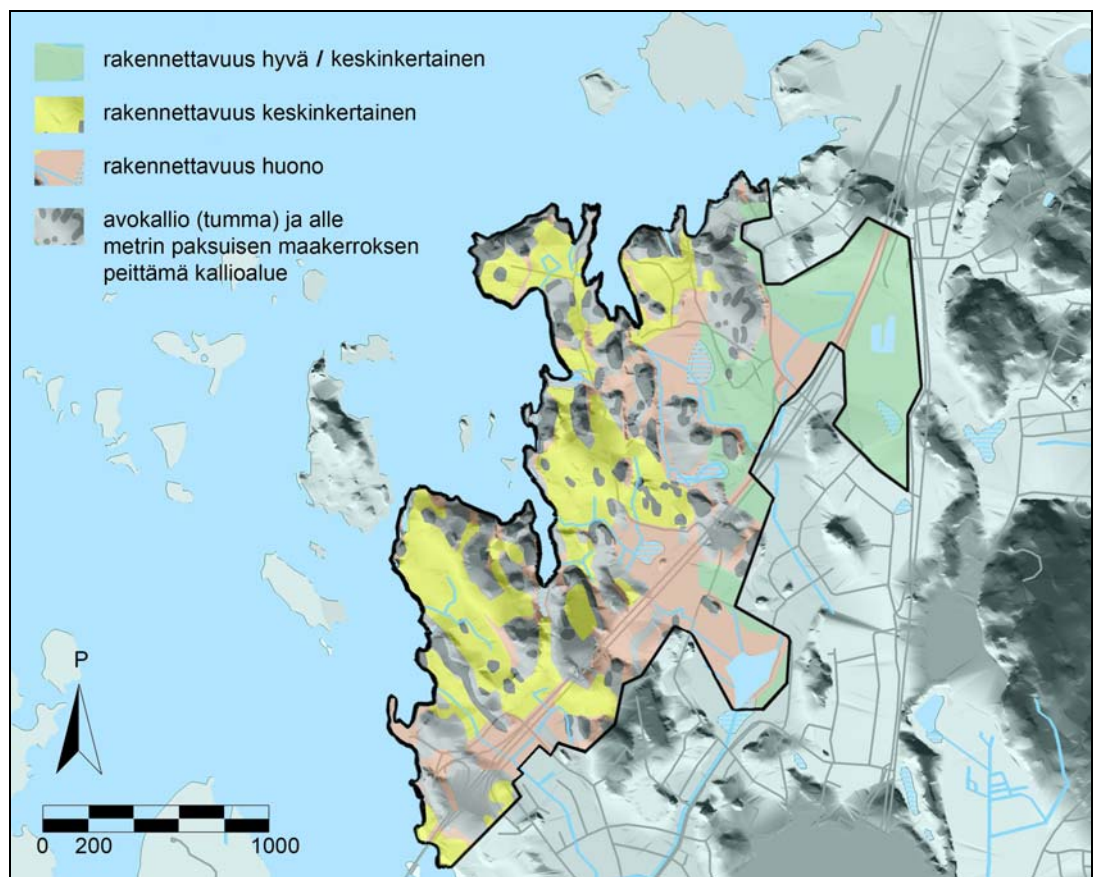 rakennettavuus hyvä / keskinkertainen
rakennettavuus keskinkertainen
rakennettavuus huono
avokallio (tumma) ja alle
metrin paksuisen maakerroksen
peittämä kallioalue
P
0 200 1000